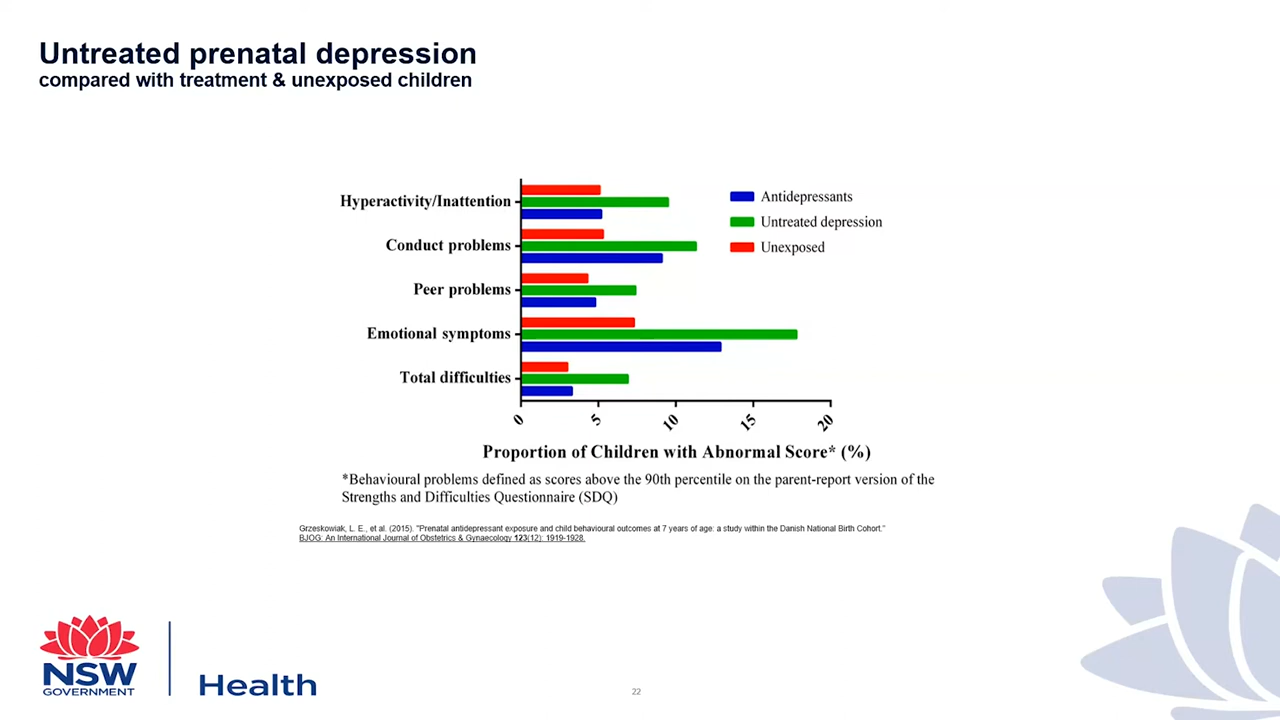 Untreated prenatal depression
compared with treatment & unexposed children
Hyperactivity/Inattention
Conduct problems
Peer problems
Emotional symptoms
Total difficulties
Antidepressants
Untreated depression
Unexposed
0 5 10 15 20
Proportion of Children with Abnormal Score* (%)
*Behavioural problems defined as scores above the 90th percentile on the parent-report version of the
Strengths and Difficulties Questionnaire (SDQ)
Grzeskowiak, L. E., et al. (2015). "Prenatal antidepressant exposure and child behavioural outcomes at 7 years of age: a study within the Danish National Birth Cohort."
BJOG: An International Journal of Obstetrics & Gynaecology 123(12): 1919-1928.
NSW
GOVERNMENT
Health
22